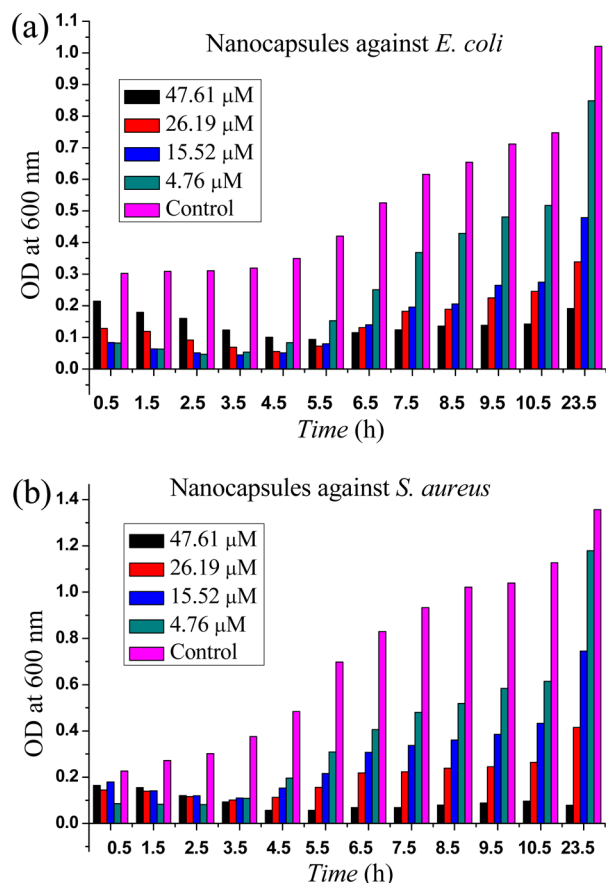 (a)
Nanocapsules against E. coli
47.61 μM
26.19 μM
15.52 μM
4.76 μM
Control
OD at 600 nm
1.1
1.0
0.9
0.8
0.7
0.6
0.5
0.4
0.3
0.2
0.1
0.0
0.5 1.5 2.5 3.5 4.5 5.5 6.5 7.5 8.5 9.5 10.5 23.5
Time (h)
(b)
Nanocapsules against S. aureus
47.61 μM
26.19 μM
15.52 μM
4.76 μM
Control
OD at 600 nm
1.4
1.2
1.0
0.8
0.6
0.4
0.2
0.0
0.5 1.5 2.5 3.5 4.5 5.5 6.5 7.5 8.5 9.5 10.5 23.5
Time (h)